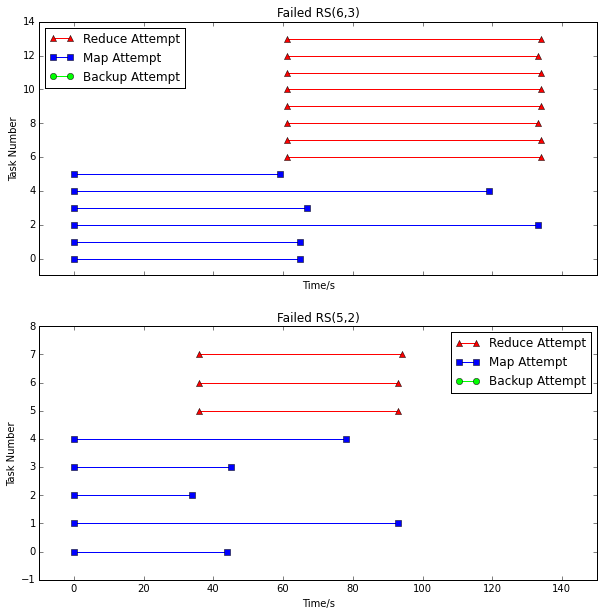 Failed RS(6,3)
14
12
10
8
6
4
2
0
Task Number
Reduce Attempt
Map Attempt
Backup Attempt
Time/s
Failed RS(5,2)
8
7
6
5
4
3
2
1
0
−1
Task Number
Reduce Attempt
Map Attempt
Backup Attempt
0 20 40 60 80 100 120 140
Time/s